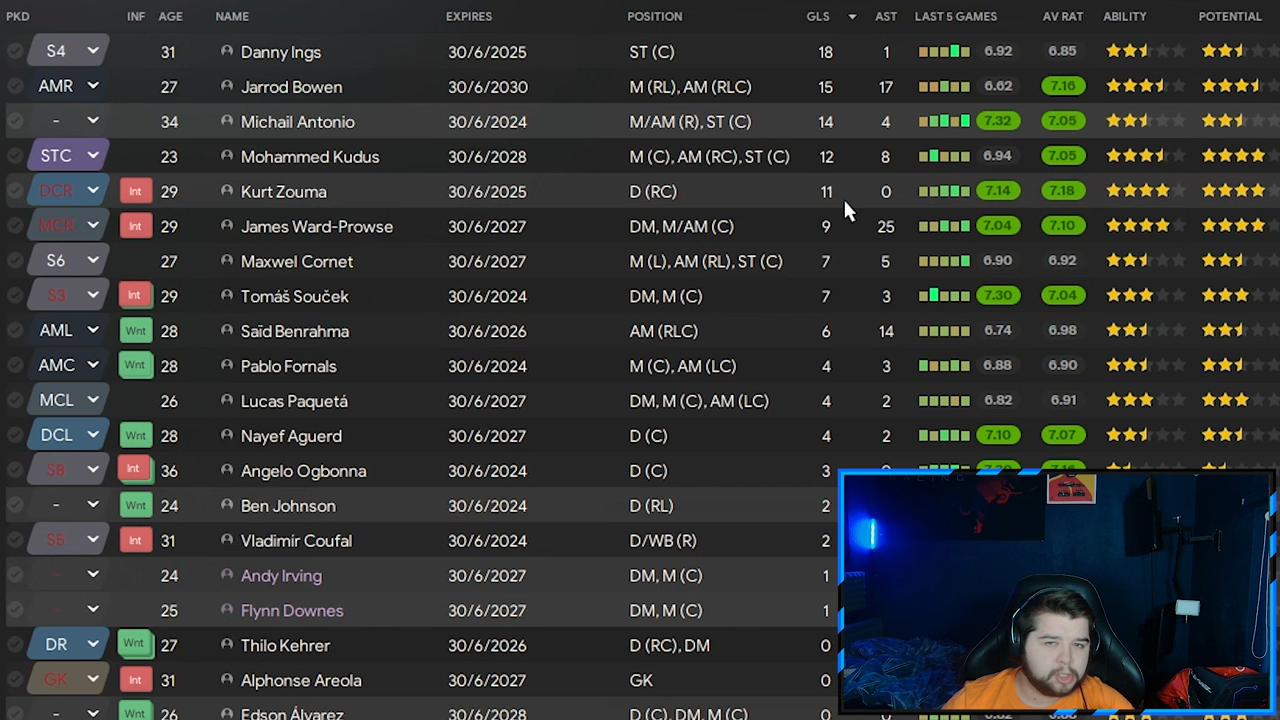 PKD INF AGE NAME EXPIRES POSITION GLS AST LAST 5 GAMES AV RAT ABILITY POTENTIAL
S4 31 Danny Ings 30/6/2025 ST (C) 18 1 6.92 6.85
AMR 27 Jarrod Bowen 30/6/2030 M (RL), AM (RLC) 15 17 6.62 7.16
- 34 Michail Antonio 30/6/2024 M/AM (R), ST (C) 14 4 7.32 7.05
STC 23 Mohammed Kudus 30/6/2028 M (C), AM (RC), ST (C) 12 8 6.94 7.05
DCR Int 29 Kurt Zouma 30/6/2025 D (RC) 11 0 7.14 7.18
MCR Int 29 James Ward-Prowse 30/6/2027 DM, M/AM (C) 9 25 7.04 7.10
S6 27 Maxwel Cornet 30/6/2027 M (L), AM (RL), ST (C) 7 5 6.90 6.92
S3 Int 29 Tomáš Souček 30/6/2024 DM, M (C) 7 3 7.30 7.04
AML Wnt 28 Saïd Benrahma 30/6/2026 AM (RLC) 6 14 6.74 6.98
AMC Wnt 28 Pablo Fornals 30/6/2024 M (C), AM (LC) 4 3 6.88 6.90
MCL 26 Lucas Paquetá 30/6/2027 DM, M (C), AM (LC) 4 2 6.82 6.91
DCL Wnt 28 Nayef Aguerd 30/6/2027 D (C) 4 2 7.10 7.07
S8 Int 36 Angelo Ogbonna 30/6/2024 D (C) 3
- Wnt 24 Ben Johnson 30/6/2024 D (RL) 2
S5 Int 31 Vladimír Coufal 30/6/2024 D/WB (R) 2
- 24 Andy Irving 30/6/2027 DM, M (C) 1
- 25 Flynn Downes 30/6/2027 DM, M (C) 1
DR Wnt 27 Thilo Kehrer 30/6/2026 D (RC), DM 0
GK Int 31 Alphonse Areola 30/6/2027 GK 0
- Wnt 26 Edson Álvarez 30/6/2028 D (C), DM, M (C) 0